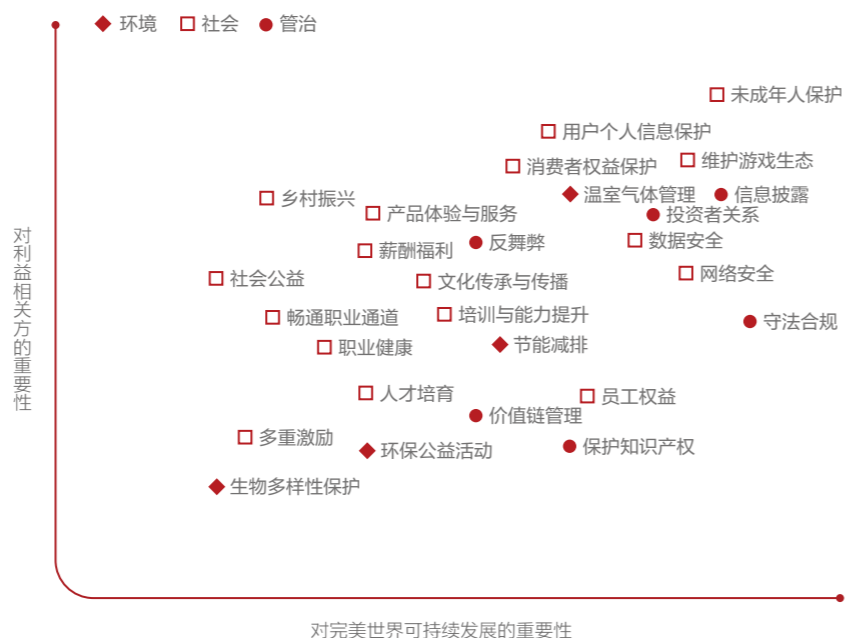 环境
社会
管治
未成年人保护
用户个人信息保护
维护游戏生态
消费者权益保护
温室气体管理
信息披露
乡村振兴
产品体验与服务
投资者关系
薪酬福利
反舞弊
数据安全
社会公益
文化传承与传播
网络安全
畅通职业通道
培训与能力提升
守法合规
职业健康
节能减排
人才培育
员工权益
价值链管理
多重激励
环保公益活动
保护知识产权
生物多样性保护
对利益相关方的重要性
对完美世界可持续发展的重要性